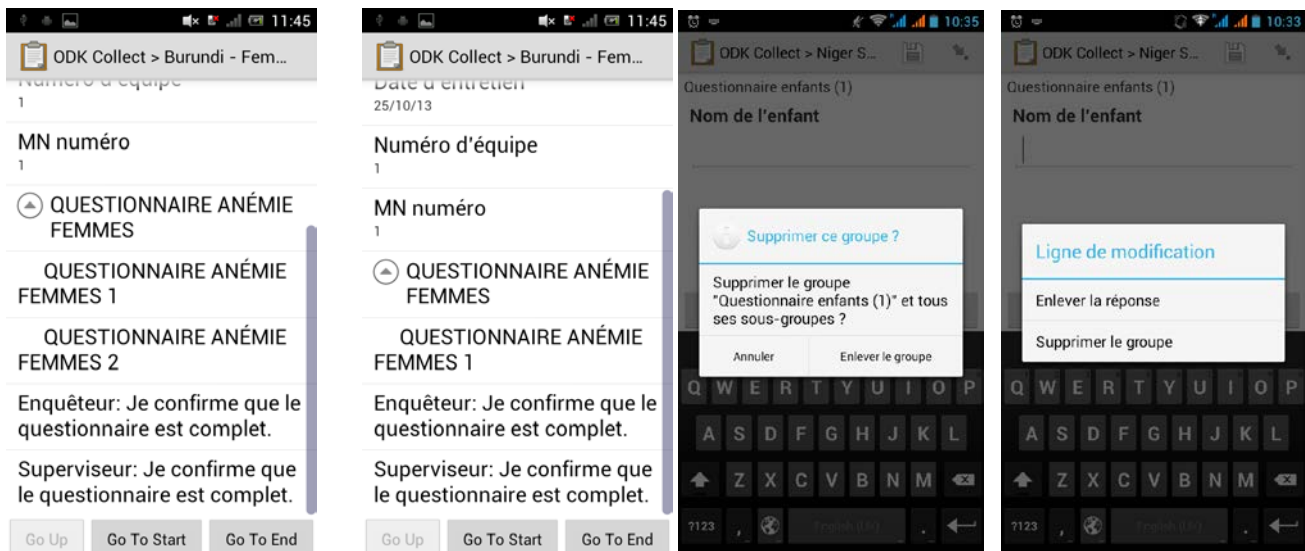 11:45
ODK Collect > Burundi - Fem...
Numéro d'équipe
1
MN numéro
1
QUESTIONNAIRE ANÉMIE
FEMMES
QUESTIONNAIRE ANÉMIE
FEMMES 1
QUESTIONNAIRE ANÉMIE
FEMMES 2
Enquêteur: Je confirme que le
questionnaire est complet.
Superviseur: Je confirme que
le questionnaire est complet.
Go Up Go To Start Go To End
11:45
ODK Collect > Burundi - Fem...
Date d'entretien
25/10/13
Numéro d'équipe
1
MN numéro
1
QUESTIONNAIRE ANÉMIE
FEMMES
QUESTIONNAIRE ANÉMIE
FEMMES 1
Enquêteur: Je confirme que le
questionnaire est complet.
Superviseur: Je confirme que
le questionnaire est complet.
Go Up Go To Start Go To End
10:35
ODK Collect > Niger S...
Questionnaire enfants (1)
Nom de l'enfant
Supprimer ce groupe ?
Supprimer le groupe
"Questionnaire enfants (1)" et tous
ses sous-groupes ?
Annuler Enlever le groupe
Q W E R T Y U I O P
A S D F G H J K L
Z X C V B N M
?123 , .
10:33
ODK Collect > Niger S...
Questionnaire enfants (1)
Nom de l'enfant
Ligne de modification
Enlever la réponse
Supprimer le groupe
Q W E R T Y U I O P
A S D F G H J K L
Z X C V B N M
?123 , .